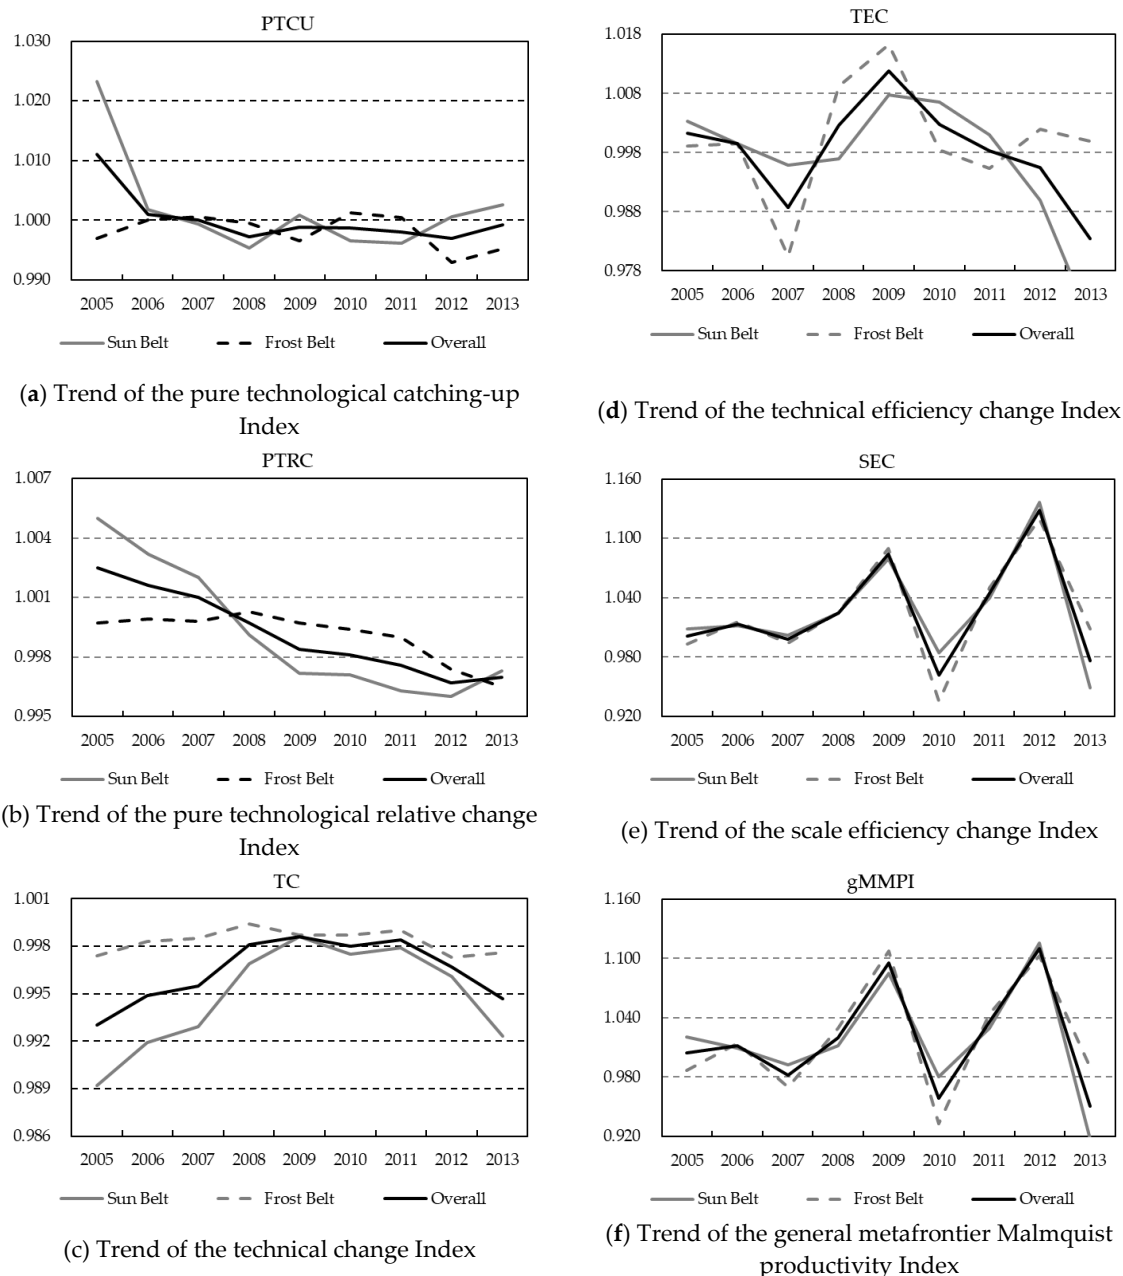 PTCU
1.030
1.020
1.010
1.000
0.990
2005 2006 2007 2008 2009 2010 2011 2012 2013
Sun Belt Frost Belt Overall
(a) Trend of the pure technological catching-up
Index
PTRC
1.007
1.004
1.001
0.998
0.995
2005 2006 2007 2008 2009 2010 2011 2012 2013
Sun Belt Frost Belt Overall
(b) Trend of the pure technological relative change
Index
TC
1.001
0.998
0.995
0.992
0.989
0.986
2005 2006 2007 2008 2009 2010 2011 2012 2013
Sun Belt Frost Belt Overall
(c) Trend of the technical change Index
TEC
1.018
1.008
0.998
0.988
0.978
2005 2006 2007 2008 2009 2010 2011 2012 2013
Sun Belt Frost Belt Overall
(d) Trend of the technical efficiency change Index
SEC
1.160
1.100
1.040
0.980
0.920
2005 2006 2007 2008 2009 2010 2011 2012 2013
Sun Belt Frost Belt Overall
(e) Trend of the scale efficiency change Index
gMMPI
1.160
1.100
1.040
0.980
0.920
2005 2006 2007 2008 2009 2010 2011 2012 2013
Sun Belt Frost Belt Overall
(f) Trend of the general metafrontier Malmquist
productivity Index